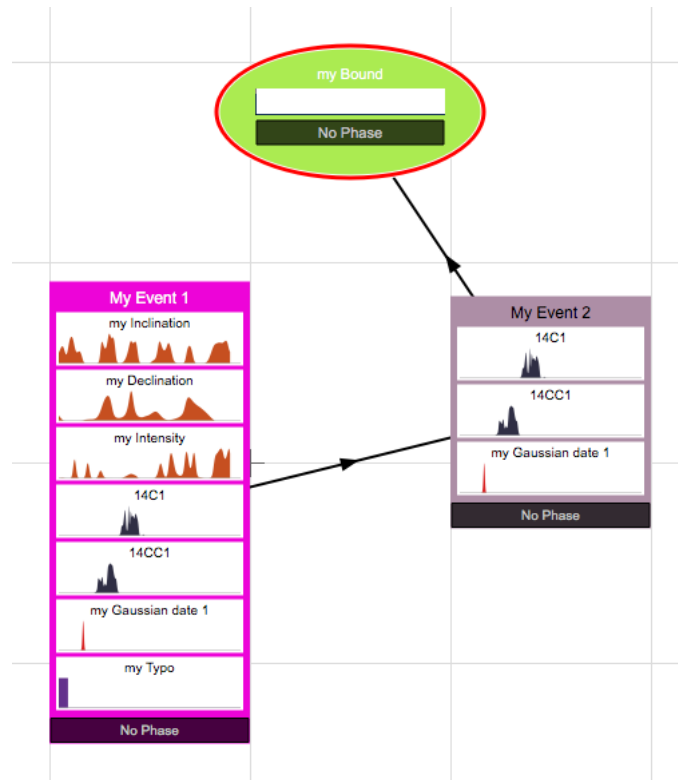 my Bound
No Phase
My Event 1
my Inclination
my Declination
my Intensity
14C1
14CC1
my Gaussian date 1
my Typo
No Phase
My Event 2
14C1
14CC1
my Gaussian date 1
No Phase